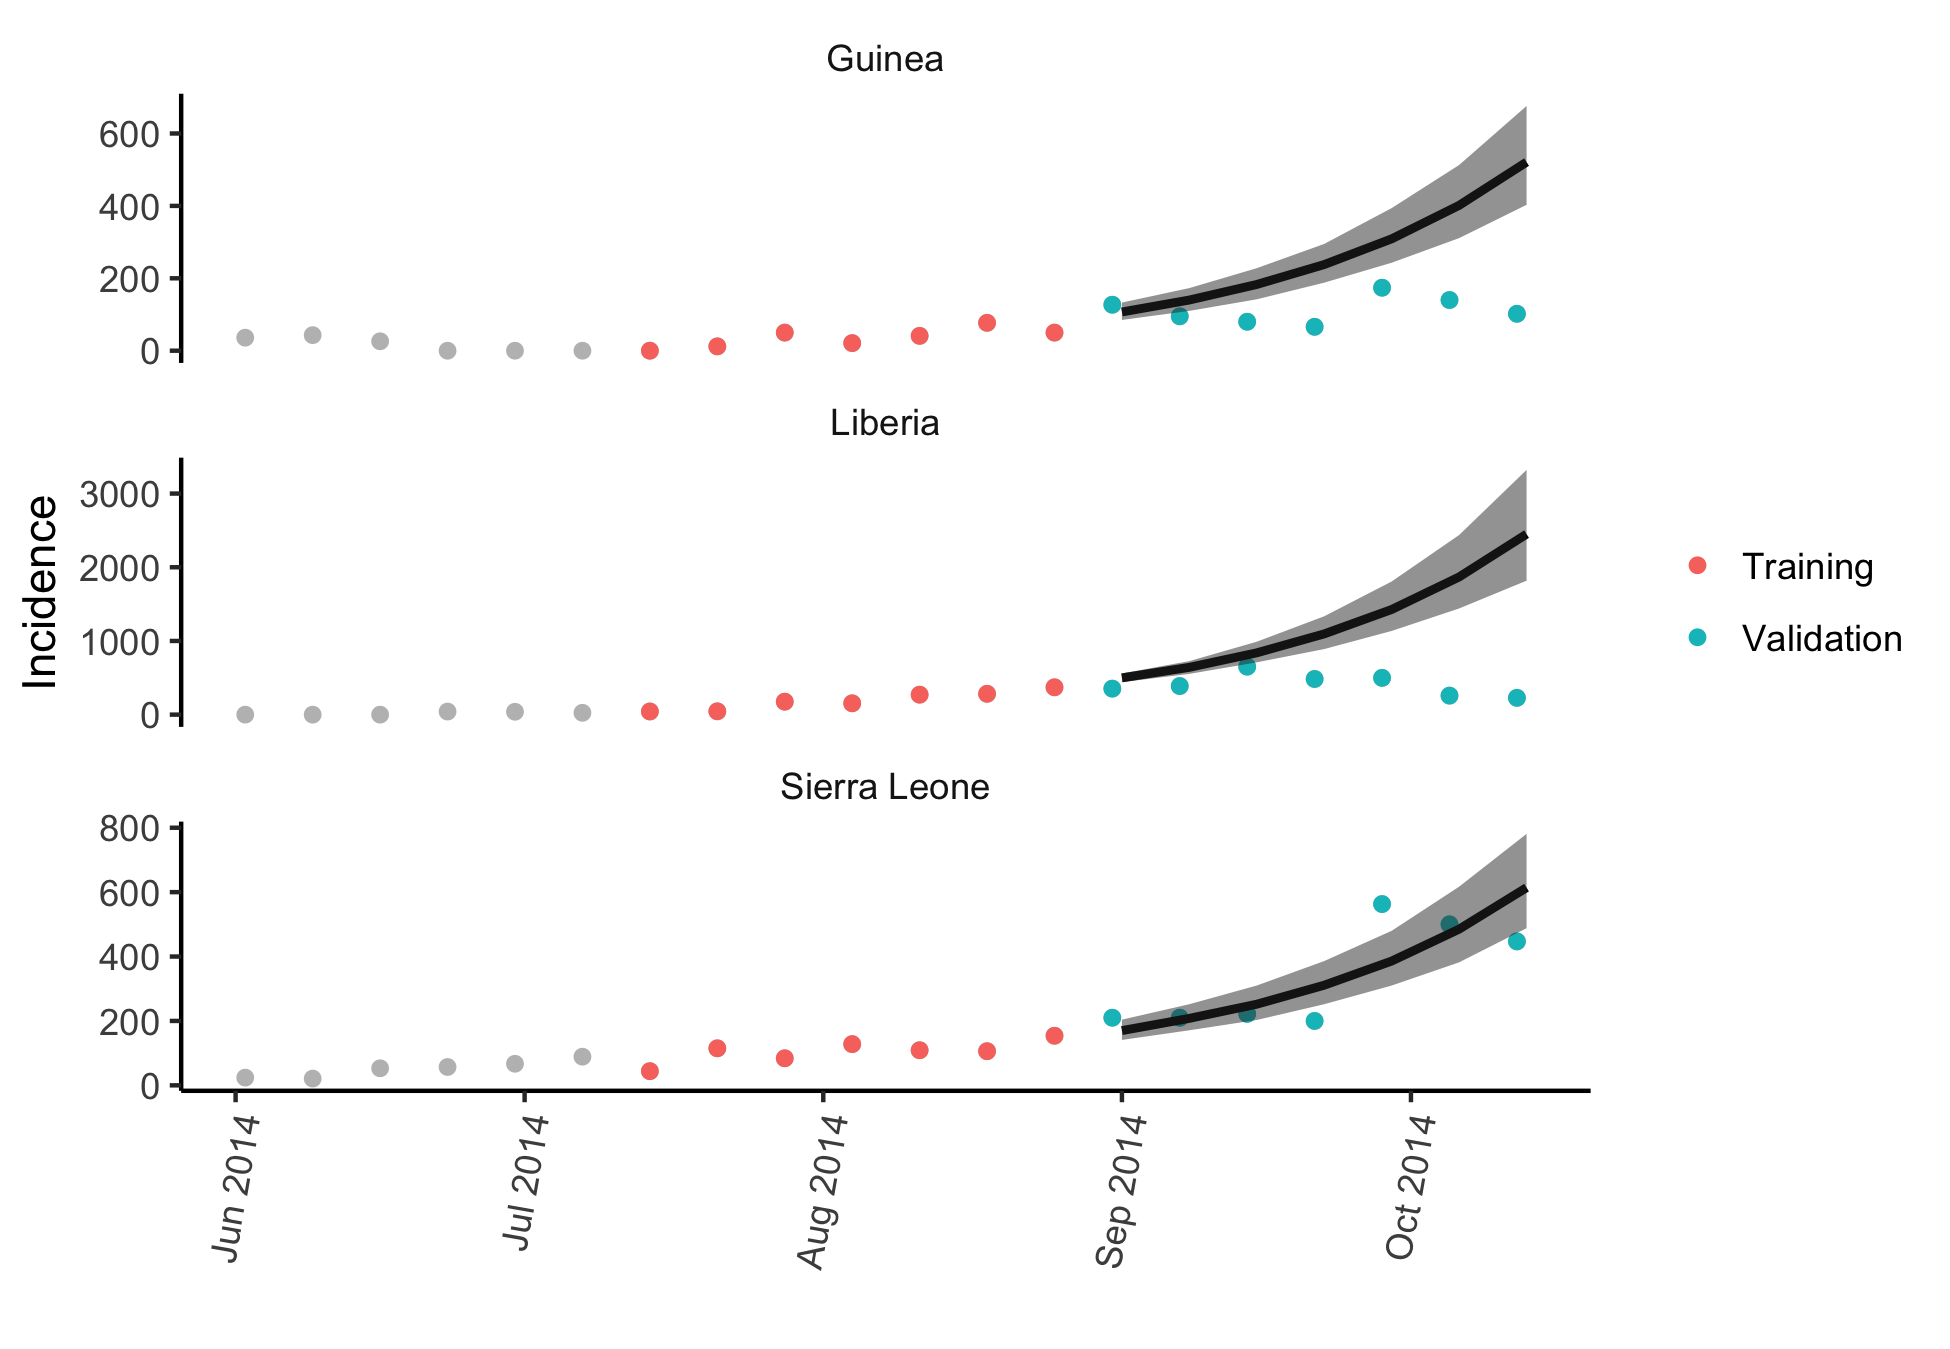 Guinea
600
400
200
0
Liberia
3000
2000
1000
0
Incidence
Training
Validation
Sierra Leone
800
600
400
200
0
Jun 2014
Jul 2014
Aug 2014
Sep 2014
Oct 2014